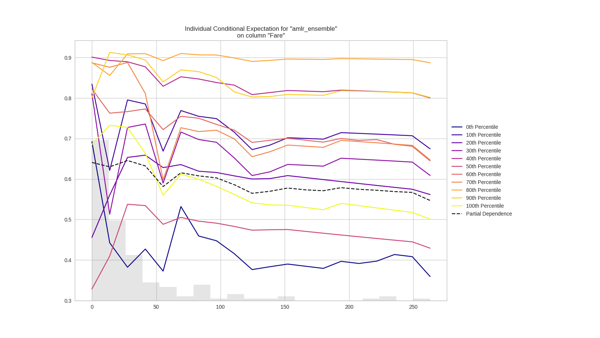 Individual Conditional Expectation for "amlr_ensemble"
on column "Fare"
0.9
0.8
0.7
0.6
0.5
0.4
0.3
0
50
100
150
200
250
0th Percentile
10th Percentile
20th Percentile
30th Percentile
40th Percentile
50th Percentile
60th Percentile
70th Percentile
80th Percentile
90th Percentile
100th Percentile
Partial Dependence